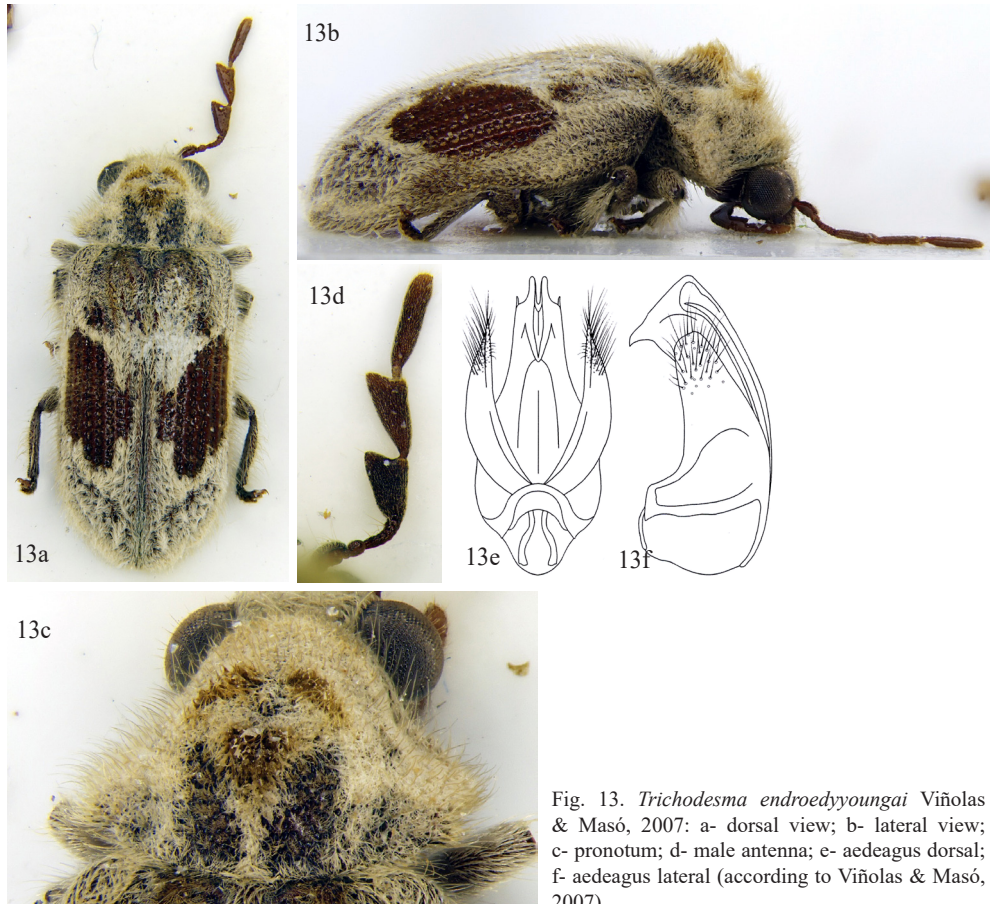 13a
13b
13d
13e
13f
13c
Fig. 13. Trichodesma endroedyyoungai Viñolas
& Masó, 2007: a- dorsal view; b- lateral view;
c- pronotum; d- male antenna; e- aedeagus dorsal;
f- aedeagus lateral (according to Viñolas & Masó,
2007)